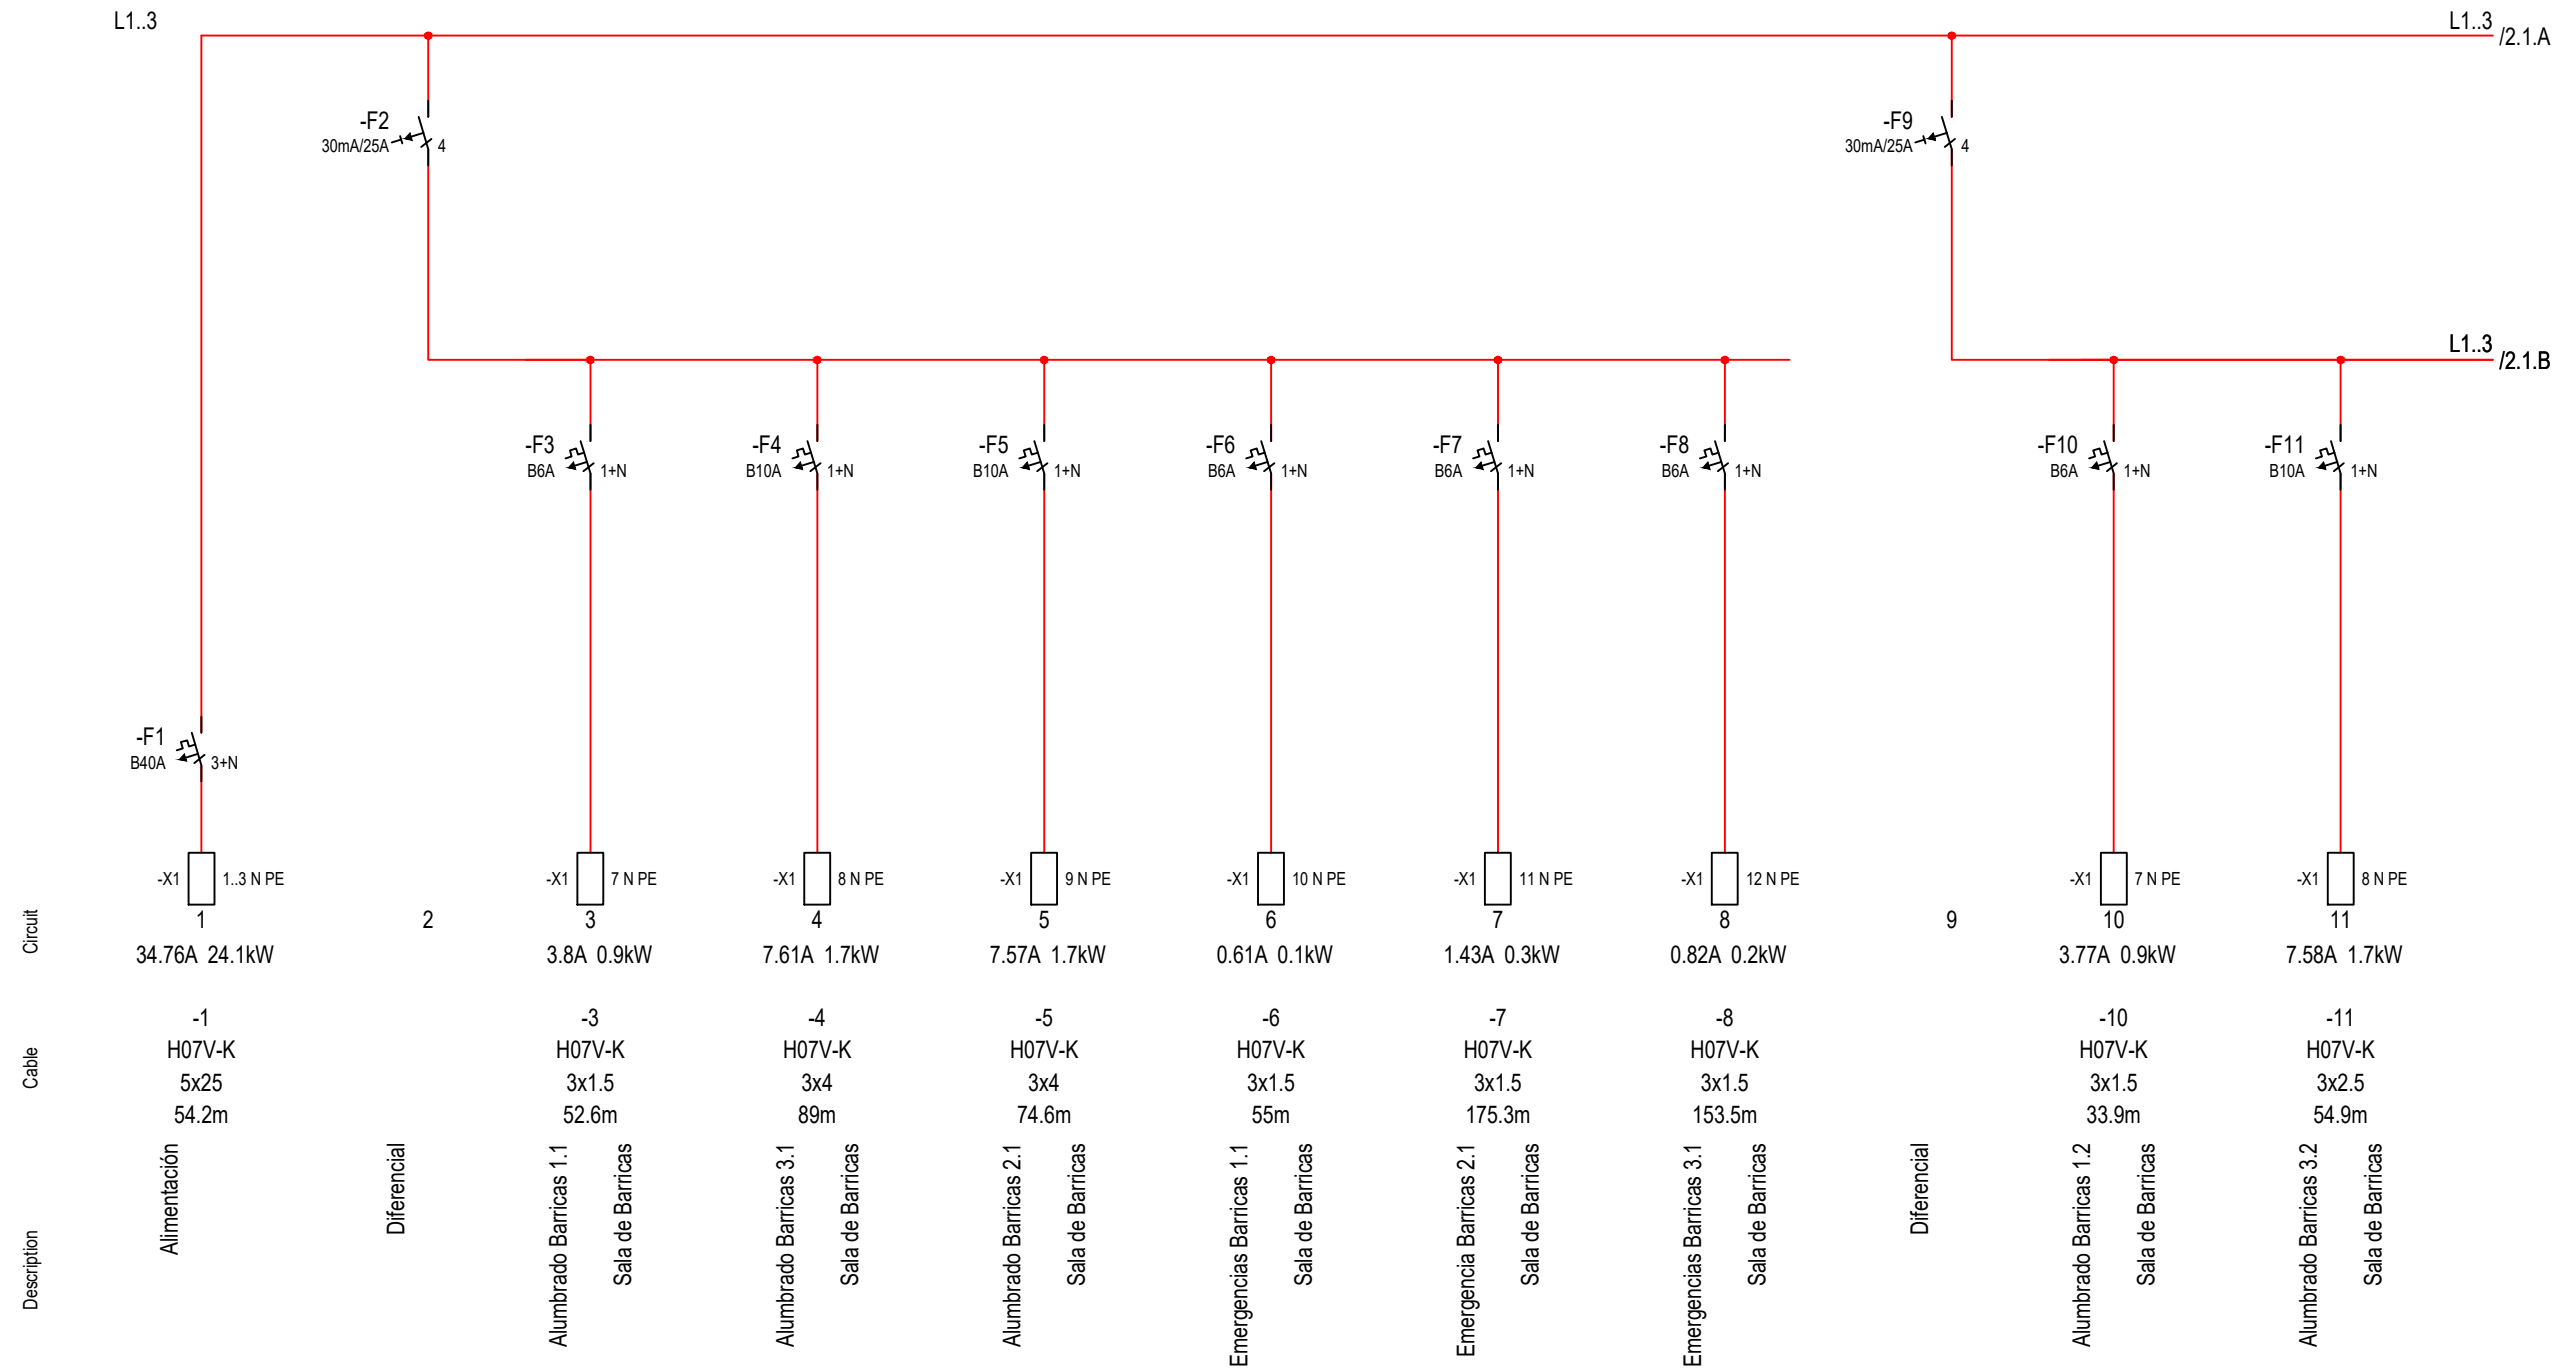 L1..3
L1..3
/2.1.A
-F2
30mA/25A
4
-F9
30mA/25A
4
L1..3
/2.1.B
-F3
B6A
1+N
-F4
B10A
1+N
-F5
B10A
1+N
-F6
B6A
1+N
-F7
B6A
1+N
-F8
B6A
1+N
-F10
B6A
1+N
-F11
B10A
1+N
-F1
B40A
3+N
-X1 1..3 N PE
-X1 7 N PE
-X1 8 N PE
-X1 9 N PE
-X1 10 N PE
-X1 11 N PE
-X1 12 N PE
-X1 7 N PE
-X1 8 N PE
Circuit
1 2 3 4 5 6 7 8 9 10 11
34.76A 24.1kW
3.8A 0.9kW
7.61A 1.7kW
7.57A 1.7kW
0.61A 0.1kW
1.43A 0.3kW
0.82A 0.2kW
3.77A 0.9kW
7.58A 1.7kW
Cable
-1
H07V-K
5x25
54.2m
-3
H07V-K
3x1.5
52.6m
-4
H07V-K
3x4
89m
-5
H07V-K
3x4
74.6m
-6
H07V-K
3x1.5
55m
-7
H07V-K
3x1.5
175.3m
-8
H07V-K
3x1.5
153.5m
-10
H07V-K
3x1.5
33.9m
-11
H07V-K
3x2.5
54.9m
Description
Alimentación
Diferencial
Alumbrado Barricas 1.1
Sala de Barricas
Alumbrado Barricas 3.1
Sala de Barricas
Alumbrado Barricas 2.1
Sala de Barricas
Emergencias Barricas 1.1
Sala de Barricas
Emergencia Barricas 2.1
Sala de Barricas
Emergencias Barricas 3.1
Sala de Barricas
Diferencial
Alumbrado Barricas 1.2
Sala de Barricas
Alumbrado Barricas 3.2
Sala de Barricas